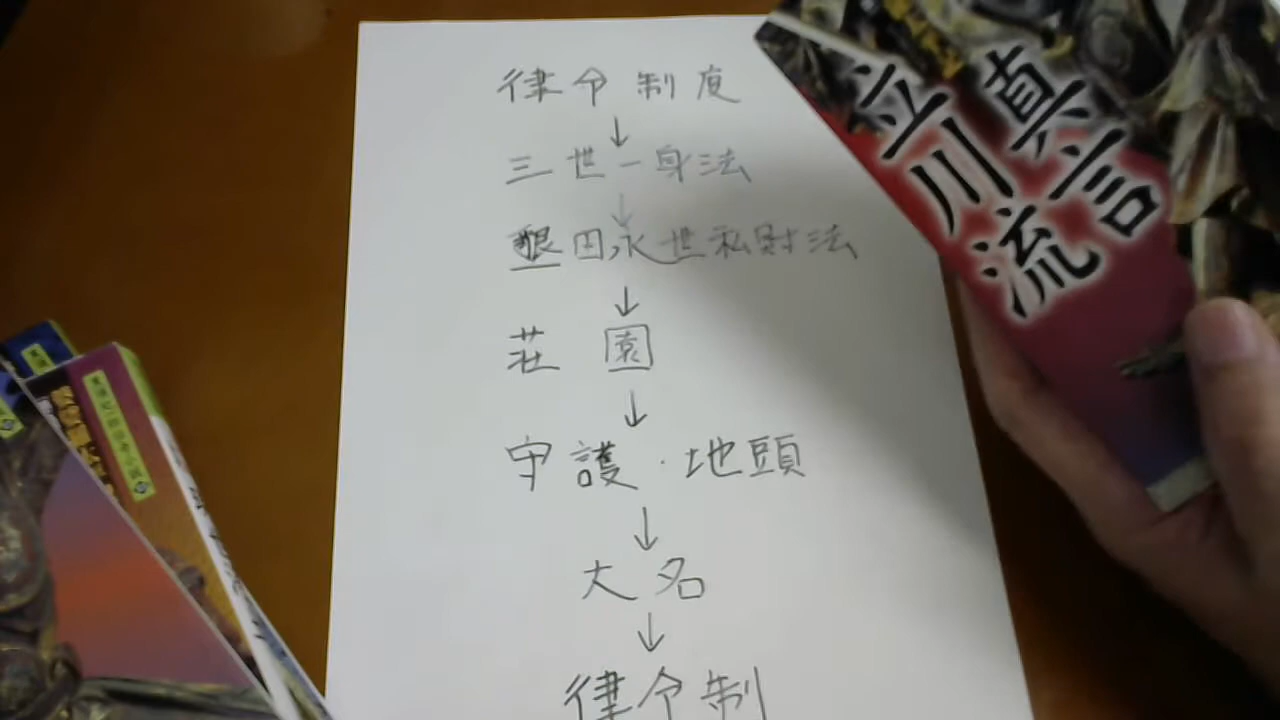 律令制度
↓
三世一身法
↓
墾田永世私財法
↓
荘園
↓
守護・地頭
↓
大名
↓
律令制
真言
立川流